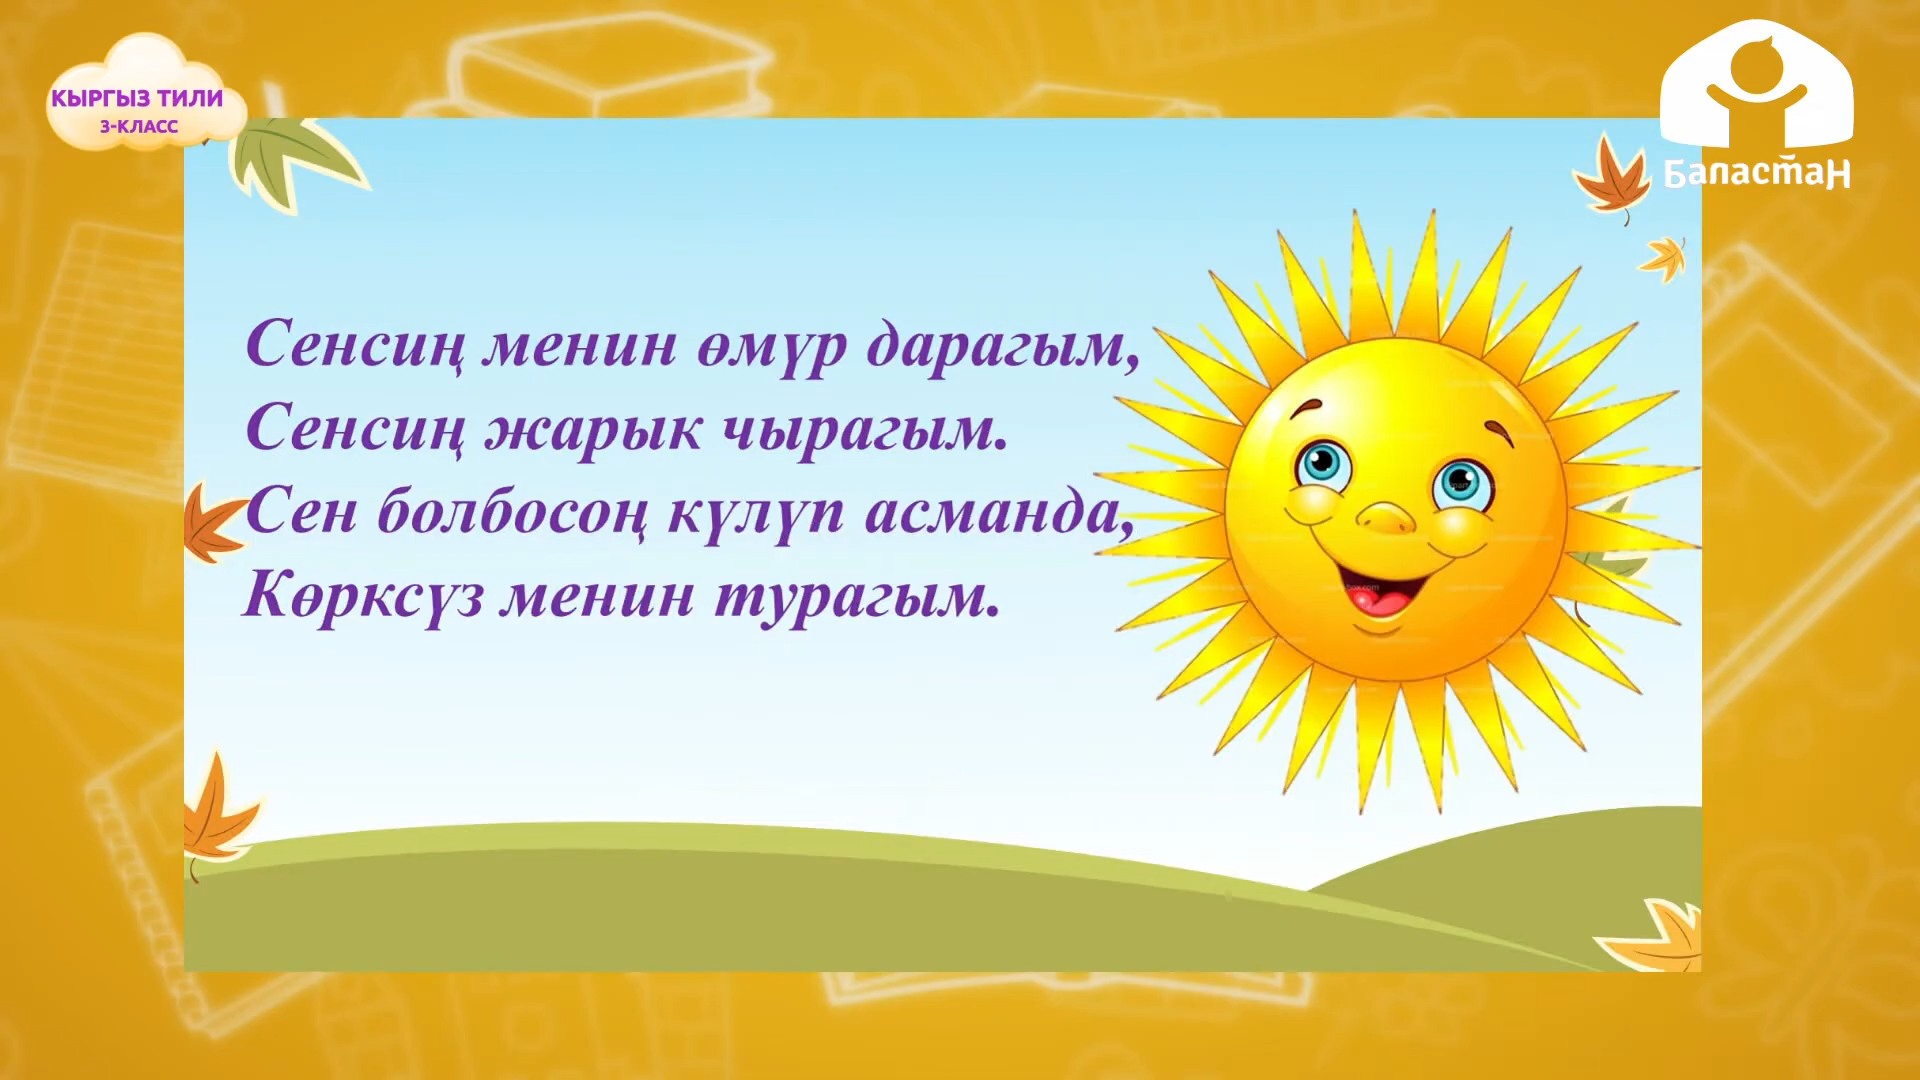 КЫРГЫЗ ТИЛИ
3-КЛАСС
Баластан
Сенсиң менин өмүр дарагым,
Сенсиң жарык чырагым.
Сен болбосоң күлүп асманда,
Көрксүз менин турагым.